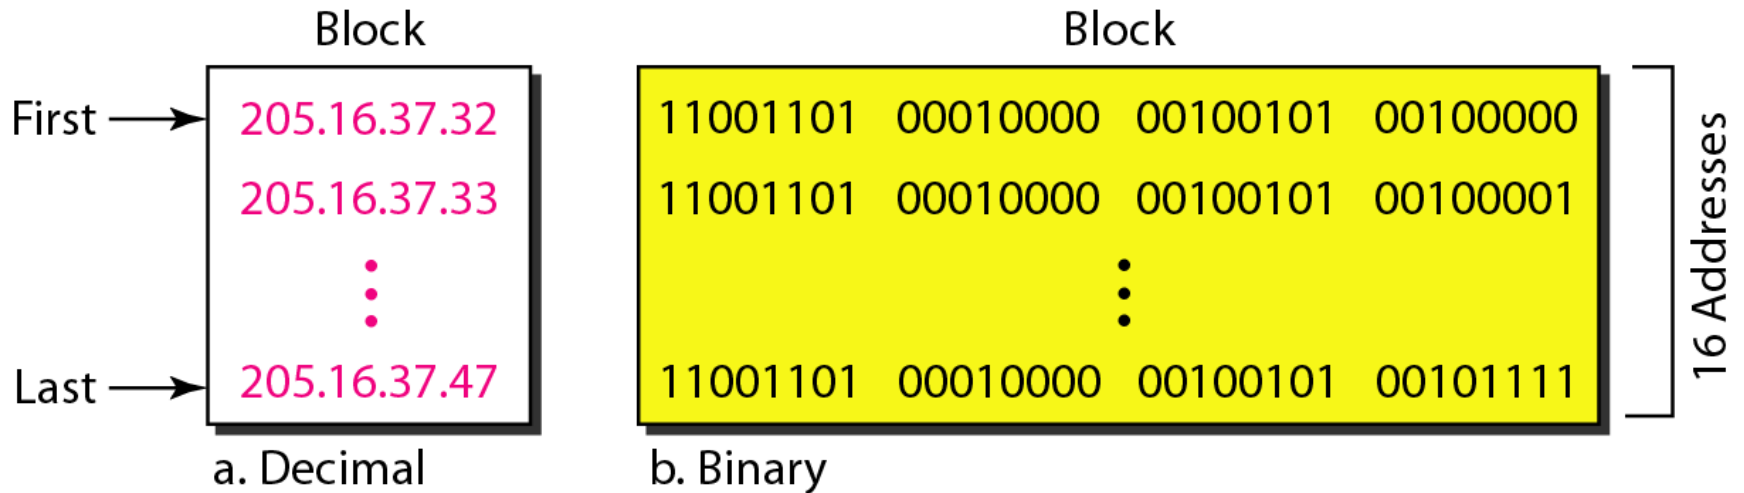 Block
First
205.16.37.32
205.16.37.33
Last
205.16.37.47
a. Decimal
Block
11001101 00010000 00100101 00100000
11001101 00010000 00100101 00100001
11001101 00010000 00100101 00101111
b. Binary
16 Addresses